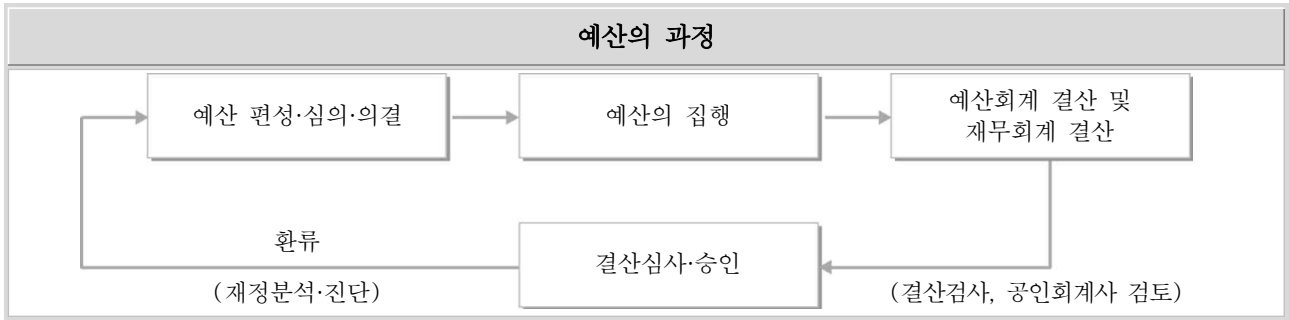 예산의 과정
예산 편성·심의·의결
예산의 집행
예산회계 결산 및
재무회계 결산
환류
(재정분석·진단)
결산심사·승인
(결산검사, 공인회계사 검토)